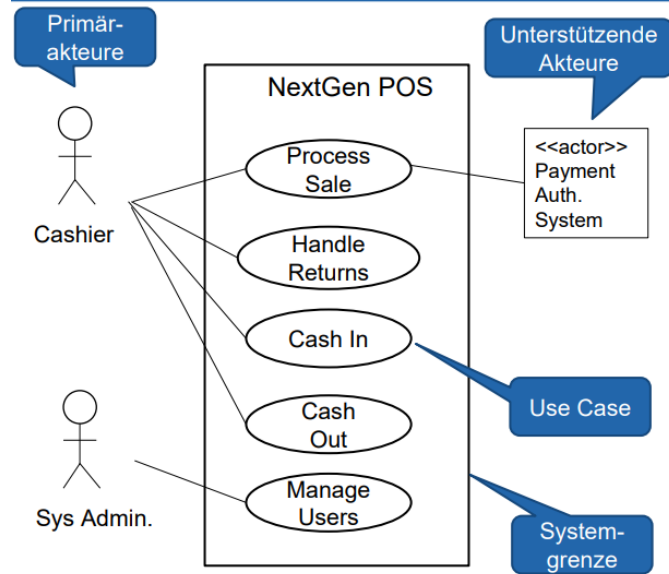 Primär-
akteure
Unterstützende
Akteure
NextGen POS
<<actor>>
Payment
Auth.
System
Process
Sale
Cashier
Handle
Returns
Cash In
Use Case
Cash
Out
Sys Admin.
Manage
Users
System-
grenze